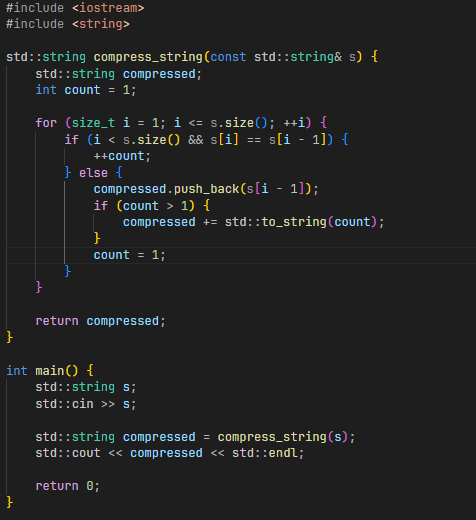 #include <iostream>
#include <string>

std::string compress_string(const std::string& s) {
    std::string compressed;
    int count = 1;

    for (size_t i = 1; i <= s.size(); ++i) {
        if (i < s.size() && s[i] == s[i - 1]) {
            ++count;
        } else {
            compressed.push_back(s[i - 1]);
            if (count > 1) {
                compressed += std::to_string(count);
            }
            count = 1;
        }
    }

    return compressed;
}

int main() {
    std::string s;
    std::cin >> s;

    std::string compressed = compress_string(s);
    std::cout << compressed << std::endl;

    return 0;
}